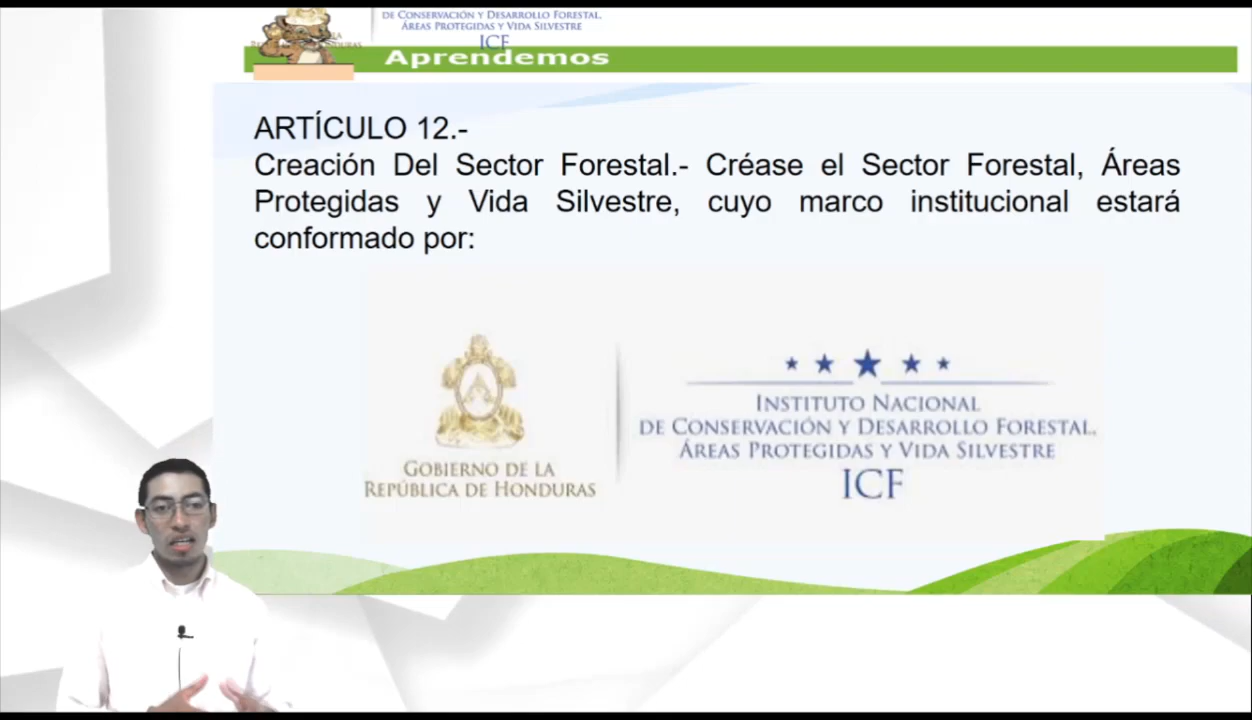 DE CONSERVACIÓN Y DESARROLLO FORESTAL,
ÁREAS PROTEGIDAS Y VIDA SILVESTRE
ICF
Aprendemos
ARTÍCULO 12.-
Creación Del Sector Forestal.- Créase el Sector Forestal, Áreas
Protegidas y Vida Silvestre, cuyo marco institucional estará
conformado por:
GOBIERNO DE LA
REPÚBLICA DE HONDURAS
INSTITUTO NACIONAL
DE CONSERVACIÓN Y DESARROLLO FORESTAL,
ÁREAS PROTEGIDAS Y VIDA SILVESTRE
ICF